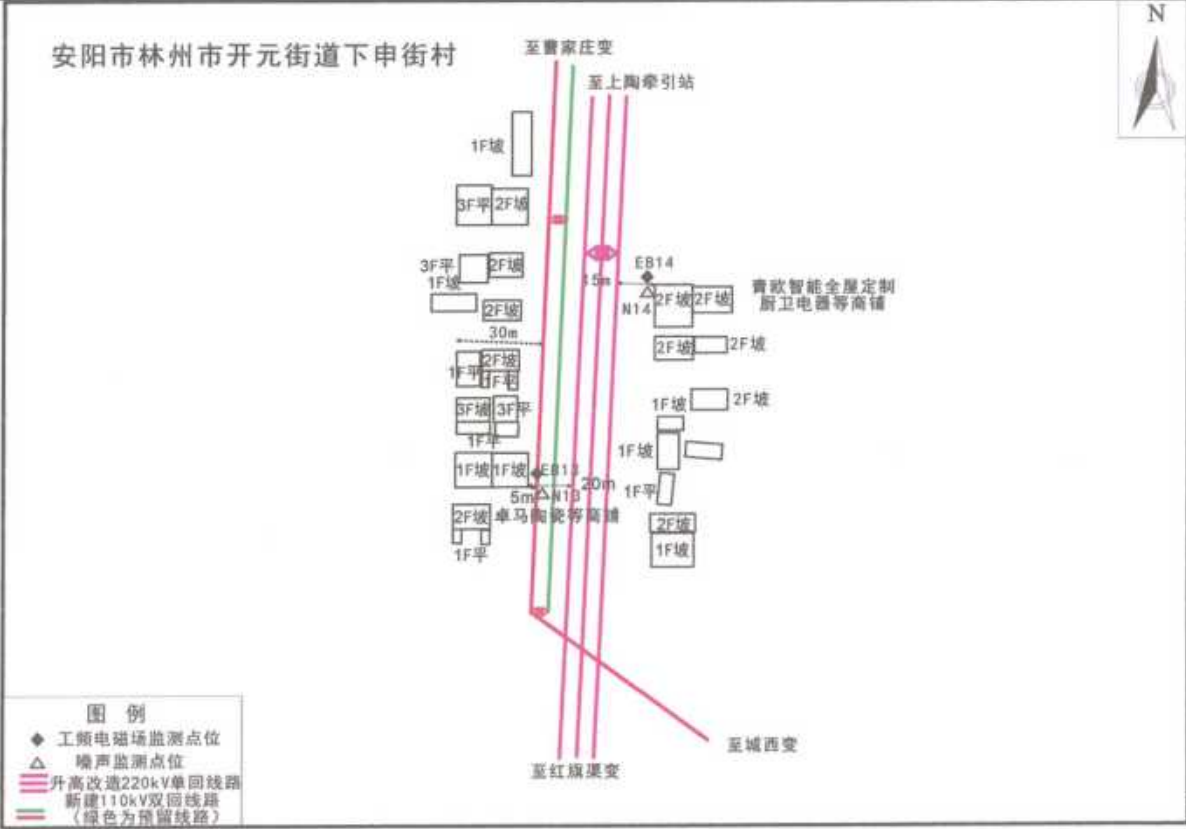 N
安阳市林州市开元街道下申街村
至曹家庄变
至上陶牵引站
1F坡
3F平
2F坡
3F平
2F坡
1F坡
2F坡
30m
1F平
2F坡
1F平
3F坡
3F平
1F平
1F坡
1F坡
EB13
5m
N13
20m
2F坡
卓马陶瓷等商铺
1F平
15m
EB14
N14
2F坡
2F坡
厨卫电器等商铺
2F坡
2F坡
1F坡
2F坡
1F坡
1F平
2F坡
1F坡
至城西变
至红旗渠变
图 例
工频电磁场监测点位
噪声监测点位
升高改造220kV单回线路
新建110kV双回线路
(绿色为预留线路)